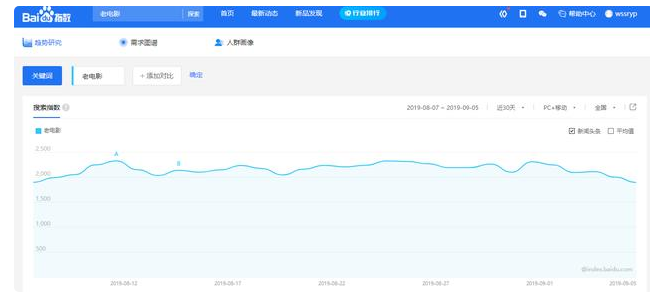 Bai 指数 老电影 搜索 首页 最新动态 新品发现 行业排行 帮助中心 wssryp
趋势研究 需求图谱 人群画像
关键词 老电影 + 添加对比 确定
搜索指数 ? 2019-08-07 ~ 2019-09-05 近30天 PC+移动 全国
老电影 新闻头条 平均值
2,500
A
B
2,000
1,500
1,000
500
@index.baidu.com
2019-08-12 2019-08-17 2019-08-22 2019-08-27 2019-09-01 2019-09-05